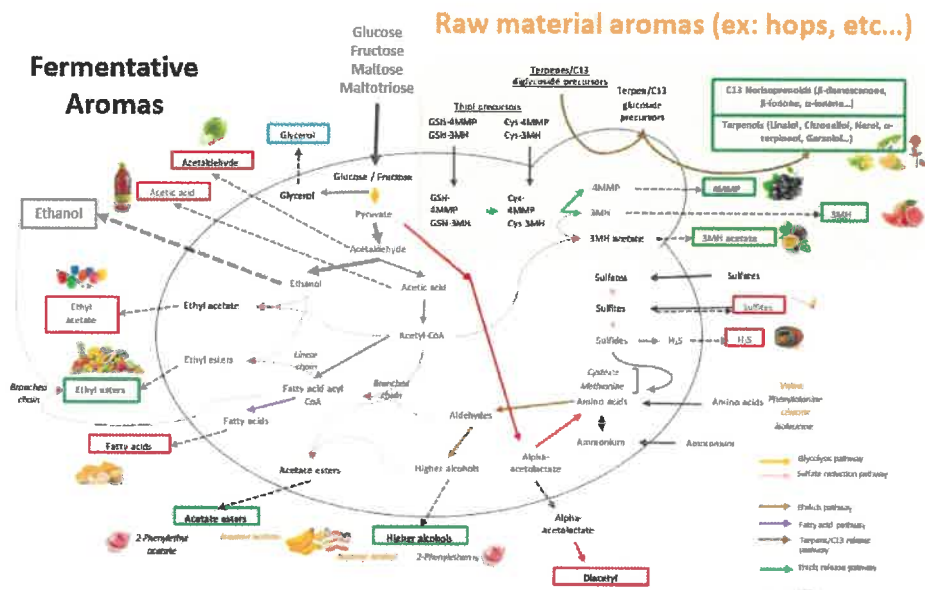 Raw material aromas (ex: hops, etc...)
Fermentative
Aromas
Glucose
Fructose
Maltose
Maltotriose
Terpenes/C13
diglycoside precursors
Terpen/C13
glucoside
precursors
C13 Norisoprenoids (β-damascenone,
β-ionone, α-ionone...)
Terpenols (Linalol, Citronellol, Nerol, α-
terpineol, Geraniol...)
Thiol precursors
GSH-4MMP
GSH-3MH
Cys-4MMP
Cys-3MH
Glycerol
Acetaldehyde
Acetic acid
Ethanol
Glucose / Fructose
Glycerol
Pyruvate
Acetaldehyde
Ethanol
Acetic acid
GSH-
4MMP
GSH-3MH
Cys-
4MMP
Cys-3MH
4MMP
4MMP
3MH
3MH
3MH acetate
3MH acetate
Sulfates
Sulfates
Sulfites
Sulfites
Sulfides
H₂S
H₂S
Ethyl
acetate
Ethyl acetate
Acetyl-CoA
Ethyl esters
Linear
chain
Branched
chain
Ethyl esters
Fatty acid acyl
CoA
Branched
chain
Cysteine
Methionine
Amino acids
Amino acids
Valine
Phenylalanine
Leucine
Isoleucine
Fatty acids
Fatty acids
Aldehydes
Ammonium
Ammonium
Acetate esters
Higher alcohols
Alpha-
acetolactate
Glycolysis pathway
Sulfate reduction pathway
Ehrlich pathway
Fatty acid pathway
Terpens/C13 release
pathway
Thiols release pathway
Acetate esters
2-Phenylethyl
acetate
Higher alcohols
2-Phenylethanol
Alpha-
acetolactate
Diacetyl